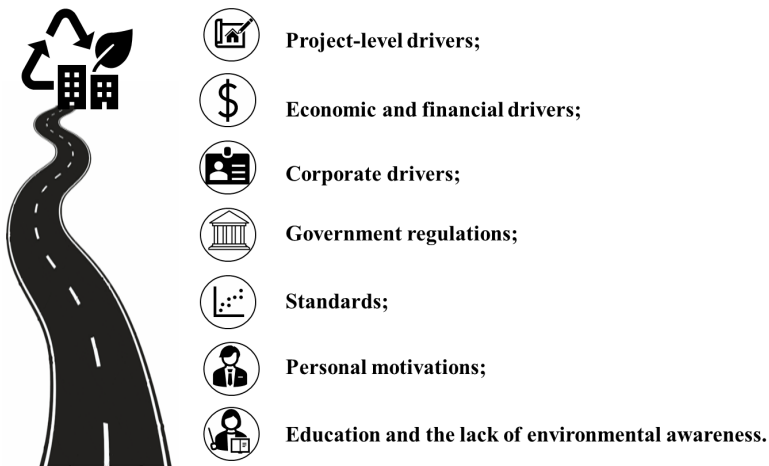 Project-level drivers;
Economic and financial drivers;
Corporate drivers;
Government regulations;
Standards;
Personal motivations;
Education and the lack of environmental awareness.